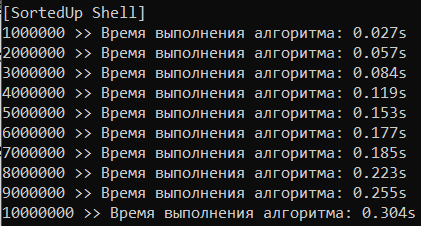 [SortedUp Shell]
1000000 >> Время выполнения алгоритма: 0.027s
2000000 >> Время выполнения алгоритма: 0.057s
3000000 >> Время выполнения алгоритма: 0.084s
4000000 >> Время выполнения алгоритма: 0.119s
5000000 >> Время выполнения алгоритма: 0.153s
6000000 >> Время выполнения алгоритма: 0.177s
7000000 >> Время выполнения алгоритма: 0.185s
8000000 >> Время выполнения алгоритма: 0.223s
9000000 >> Время выполнения алгоритма: 0.255s
10000000 >> Время выполнения алгоритма: 0.304s